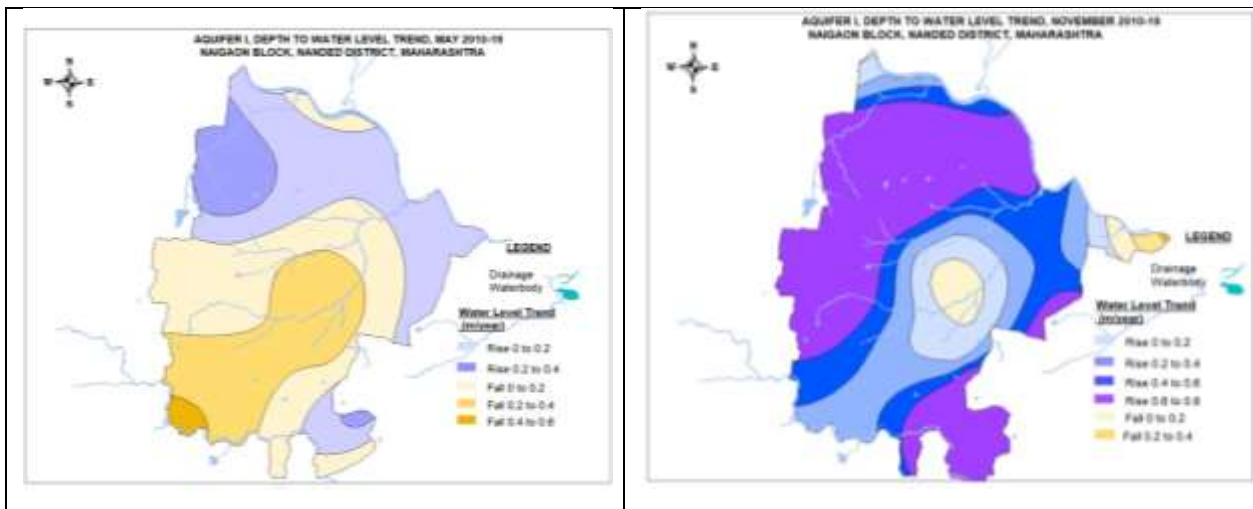 AQUIFER I, DEPTH TO WATER LEVEL TREND, MAY 2010-19
NAIGAON BLOCK, NANDED DISTRICT, MAHARASHTRA
N
W E
S
LEGEND
Drainage
Waterbody
Water Level Trend
(m/year)
Rise 0 to 0.2
Rise 0.2 to 0.4
Fall 0 to 0.2
Fall 0.2 to 0.4
Fall 0.4 to 0.6
AQUIFER I, DEPTH TO WATER LEVEL TREND, NOVEMBER 2010-19
NAIGAON BLOCK, NANDED DISTRICT, MAHARASHTRA
N
W E
S
LEGEND
Drainage
Waterbody
Water Level Trend
(m/year)
Rise 0 to 0.2
Rise 0.2 to 0.4
Rise 0.4 to 0.6
Rise 0.6 to 0.8
Fall 0 to 0.2
Fall 0.2 to 0.4